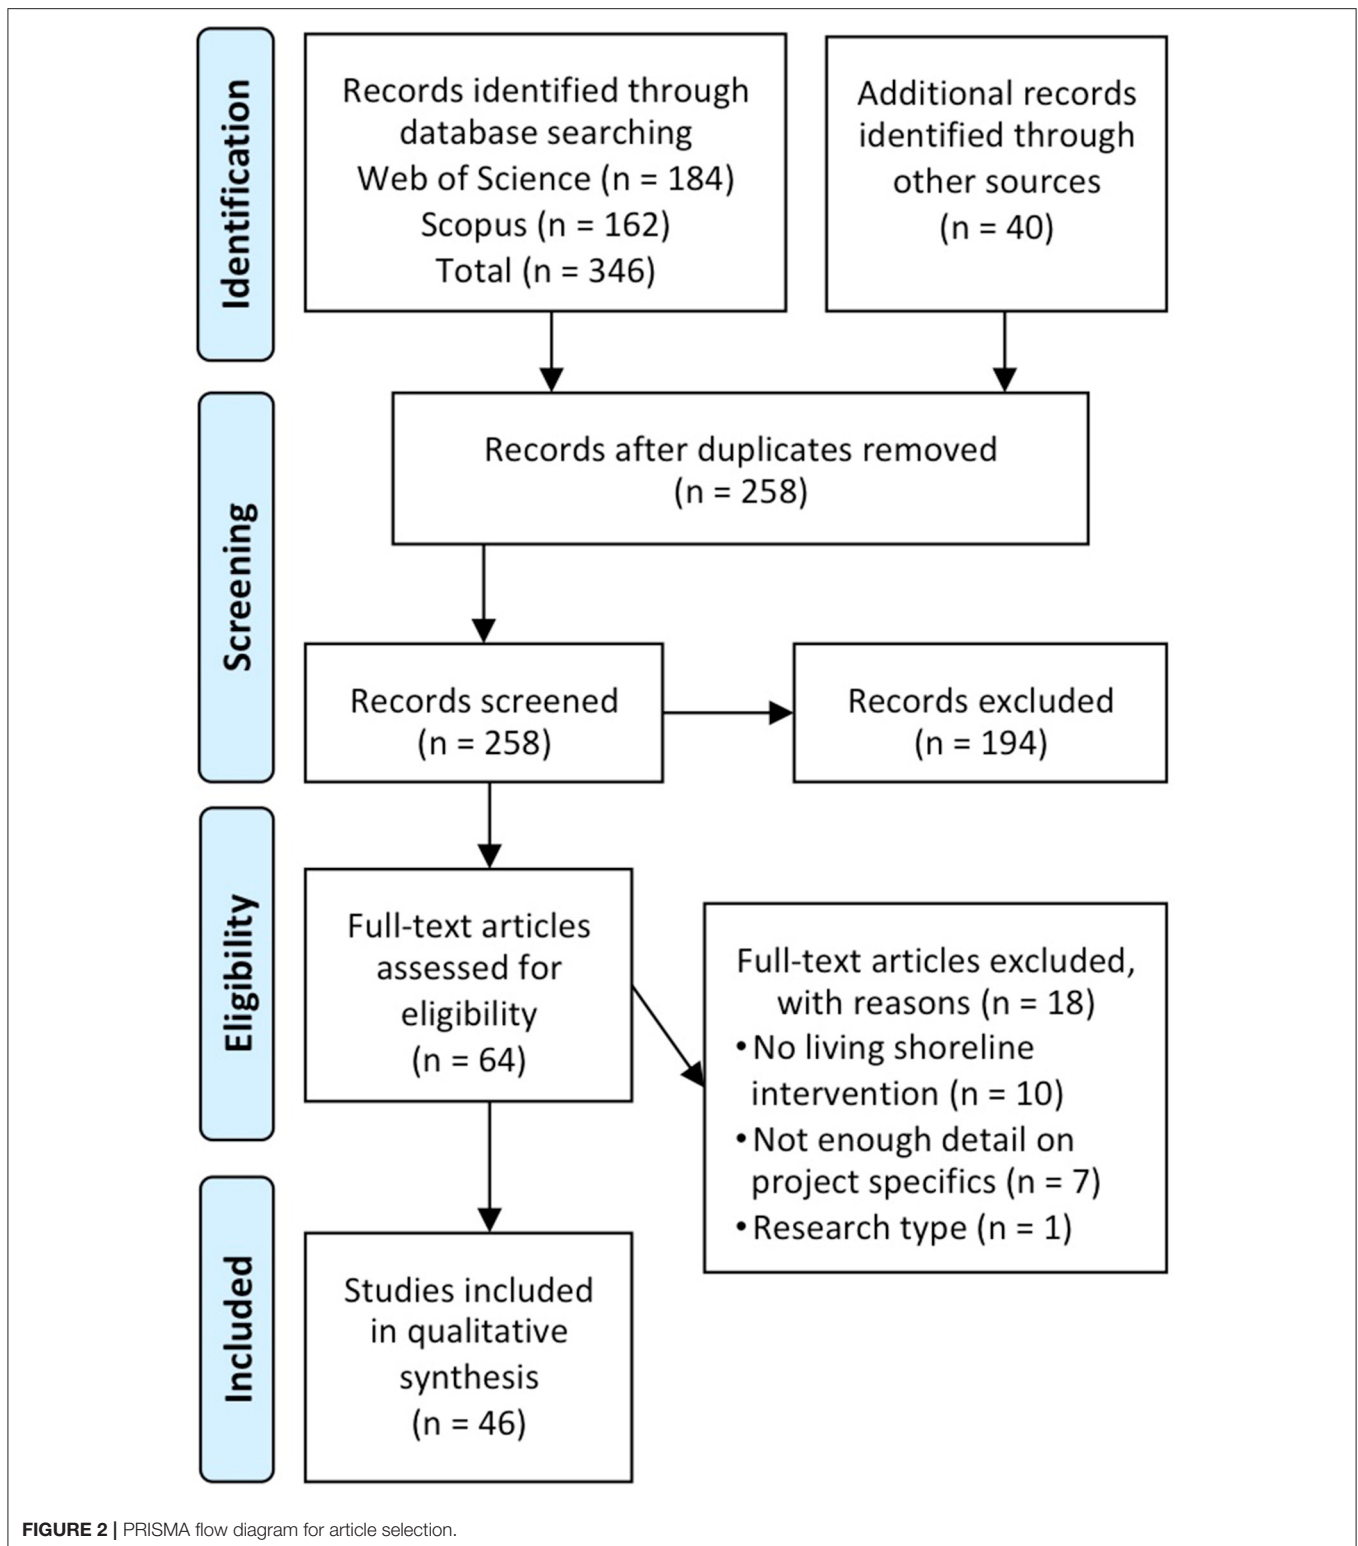 Identification
Records identified through
database searching
Web of Science (n = 184)
Scopus (n = 162)
Total (n = 346)
Additional records
identified through
other sources
(n = 40)
Screening
Records after duplicates removed
(n = 258)
Records screened
(n = 258)
Records excluded
(n = 194)
Eligibility
Full-text articles
assessed for
eligibility
(n = 64)
Full-text articles excluded,
with reasons (n = 18)
•No living shoreline
intervention (n = 10)
•Not enough detail on
project specifics (n = 7)
•Research type (n = 1)
Included
Studies included
in qualitative
synthesis
(n = 46)
FIGURE 2 | PRISMA flow diagram for article selection.